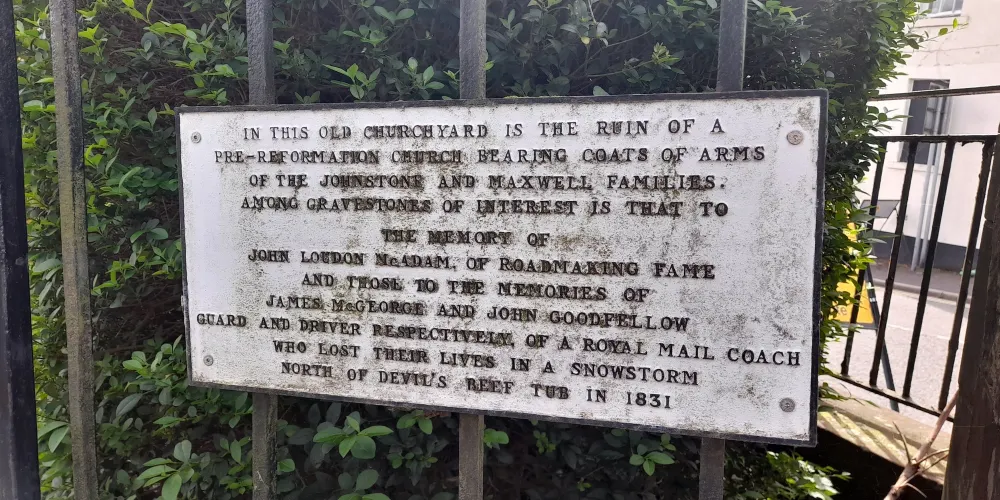 IN THIS OLD CHURCHYARD IS THE RUIN OF A
PRE-REFORMATION CHURCH BEARING COATS OF ARMS
OF THE JOHNSTONE AND MAXWELL FAMILIES.
AMONG GRAVESTONES OF INTEREST IS THAT TO
THE MEMORY OF
JOHN LOUDON McADAM, OF ROADMAKING FAME
AND THOSE TO THE MEMORIES OF
JAMES McGEORGE AND JOHN GOODFELLOW
GUARD AND DRIVER RESPECTIVELY, OF A ROYAL MAIL COACH
WHO LOST THEIR LIVES IN A SNOWSTORM
NORTH OF DEVIL'S BEEF TUB IN 1831